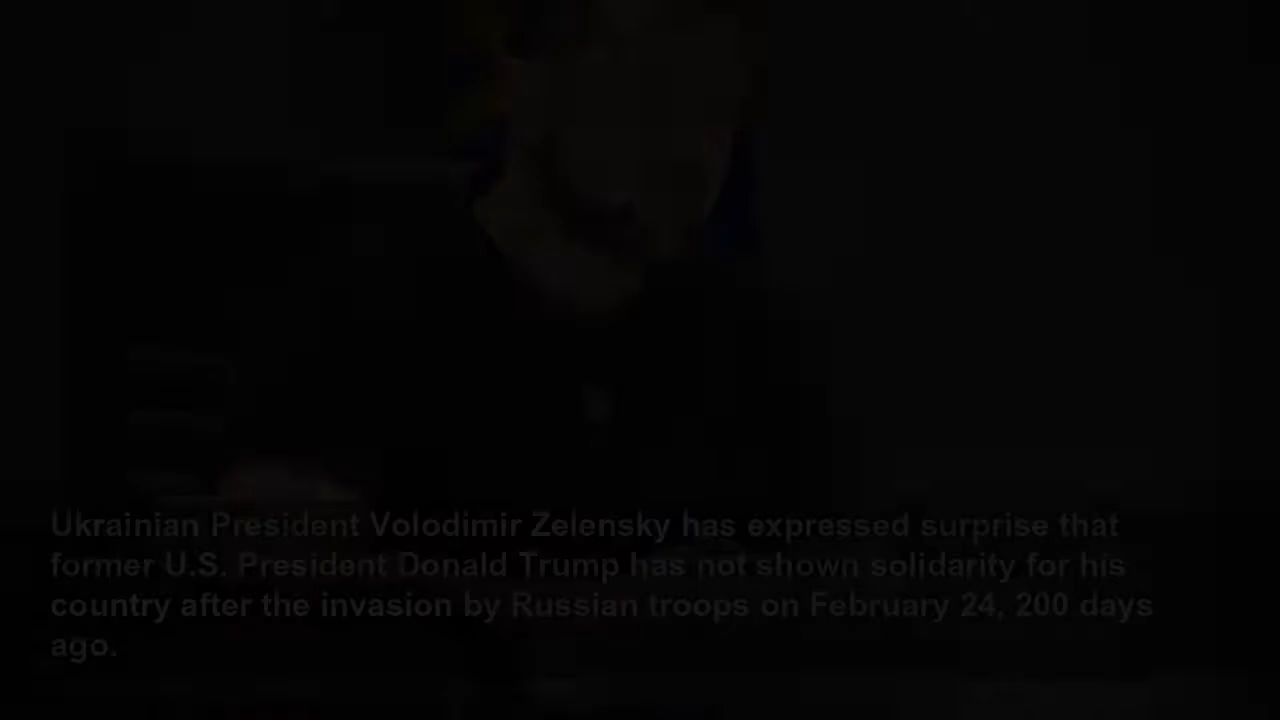 Ukrainian President Volodimir Zelensky has expressed surprise that
former U.S. President Donald Trump has not shown solidarity for his
country after the invasion by Russian troops on February 24, 200 days
ago.